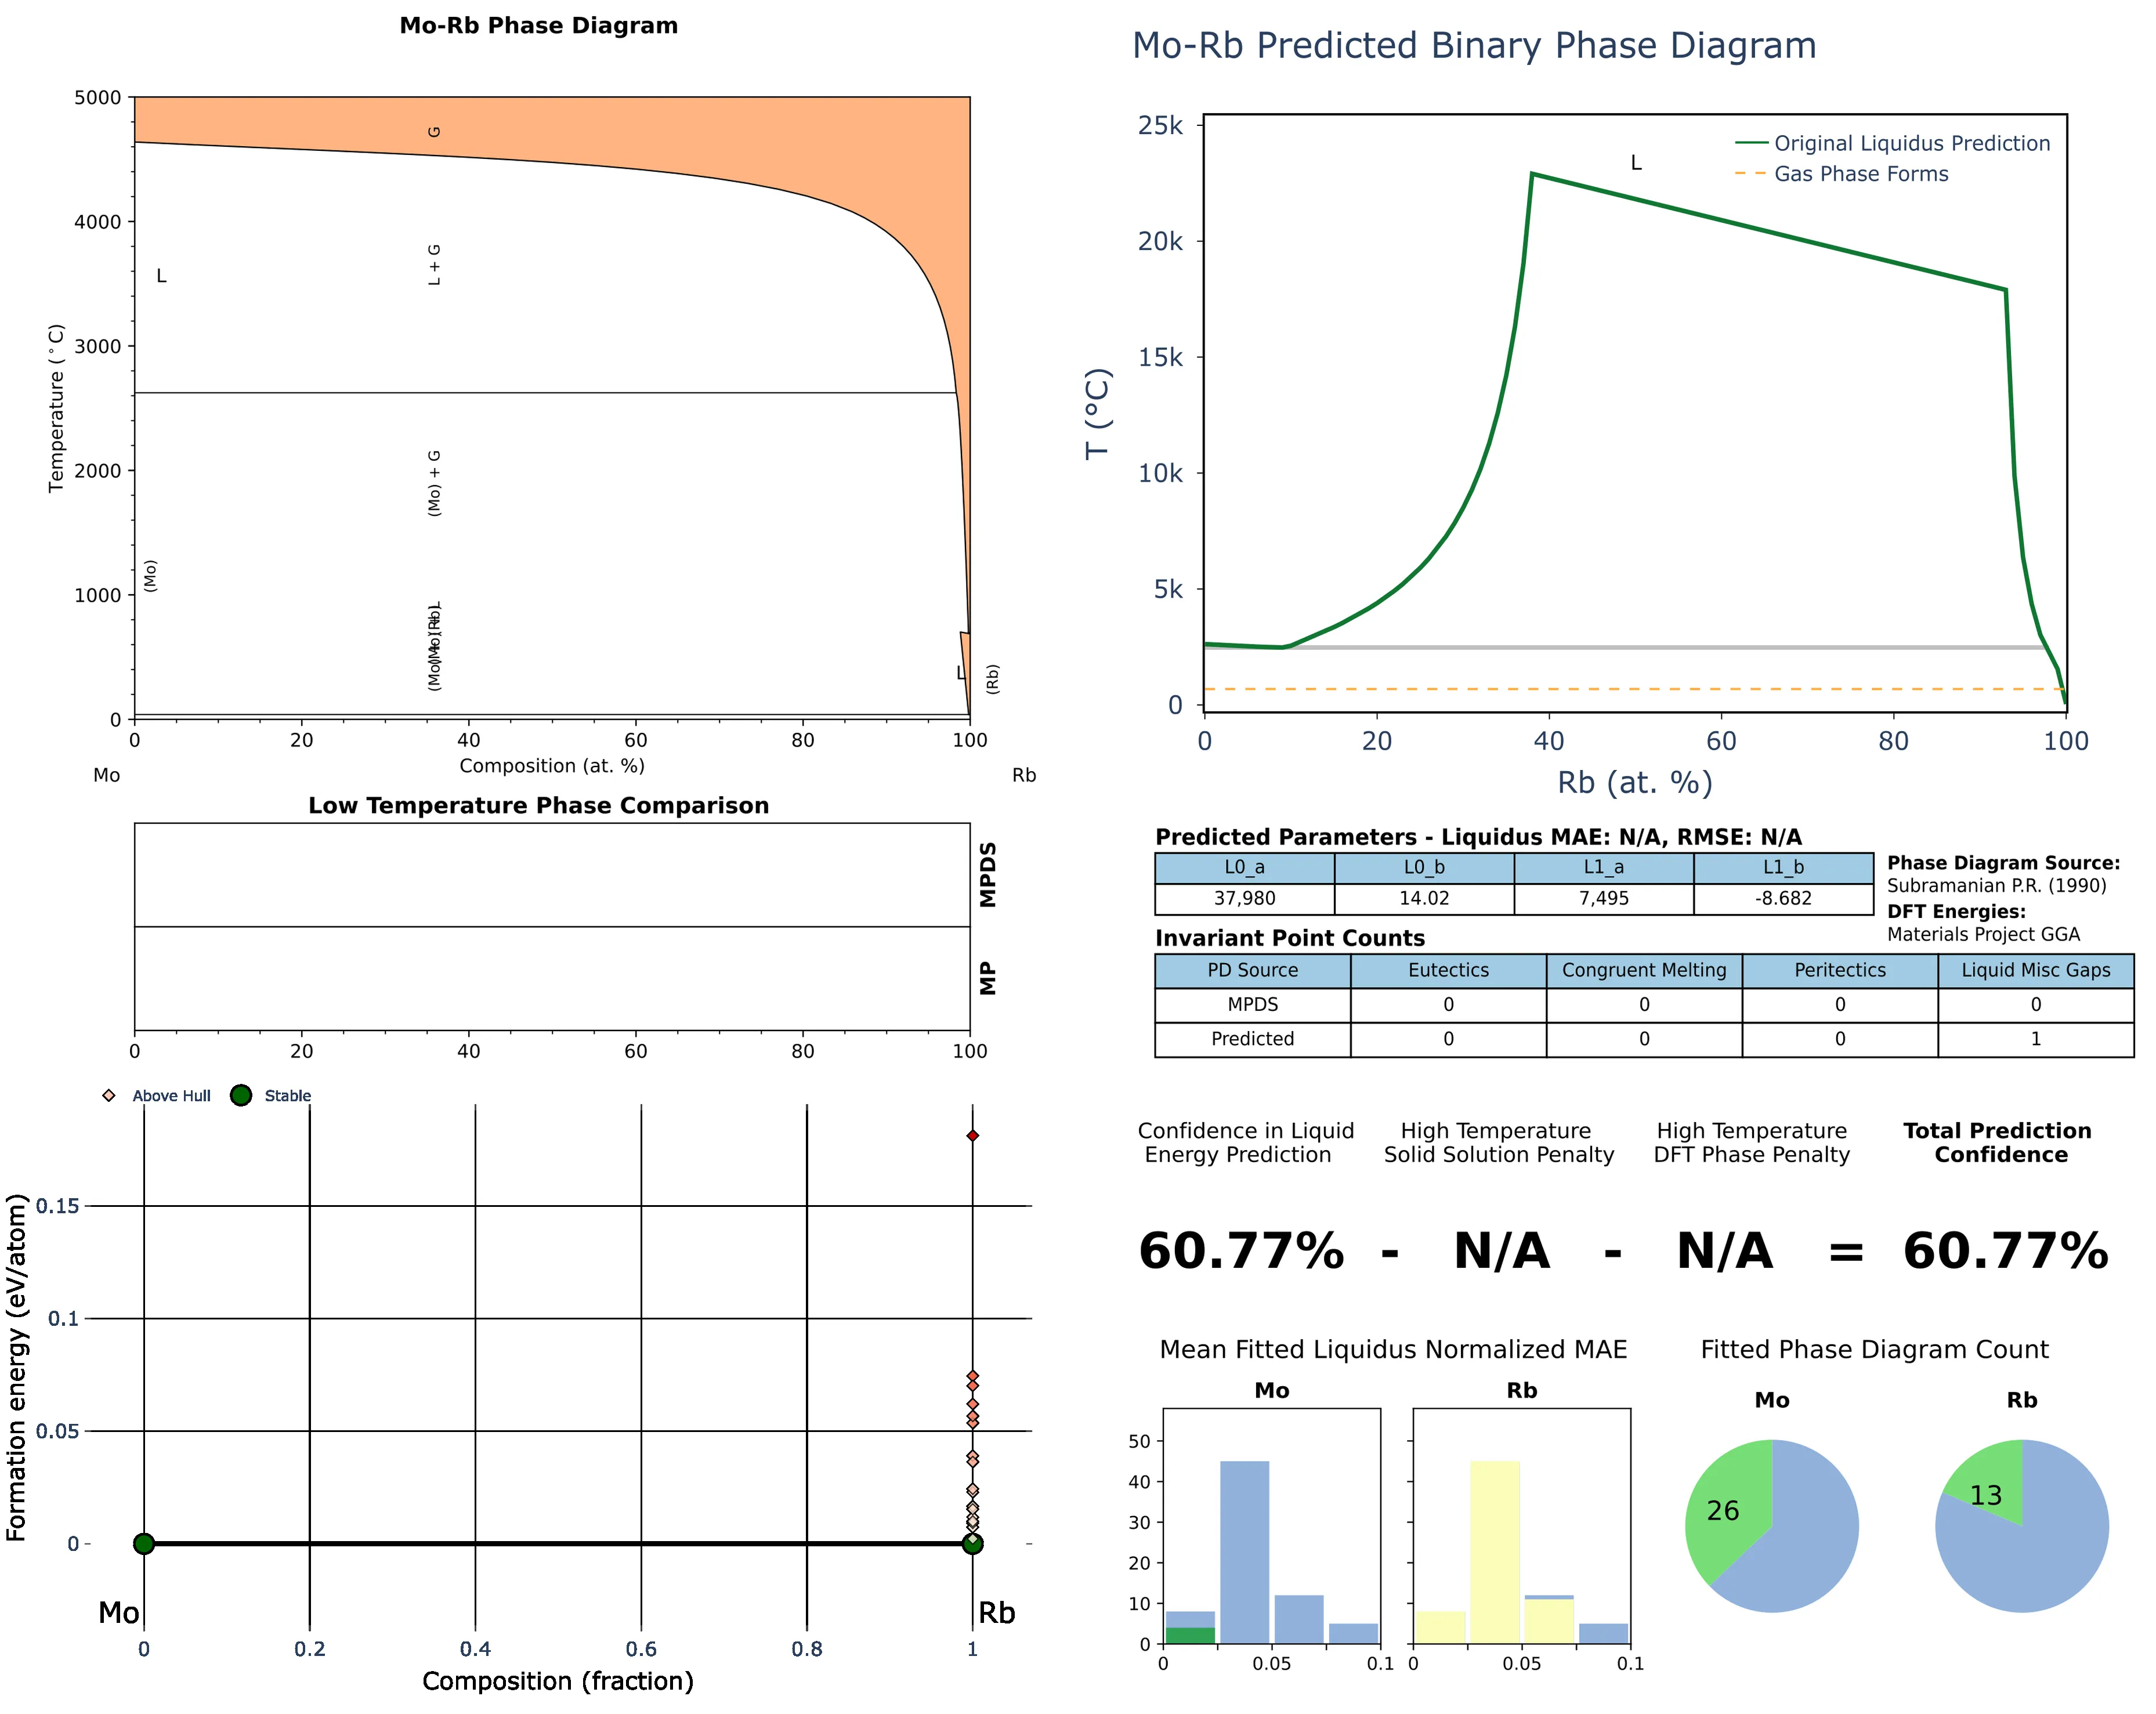 Mo-Rb Phase Diagram
5000
4000
3000
2000
1000
0
Temperature (°C)
G
L + G
L
(Mo) + G
(Mo)
L
(Rb)
0 20 40 60 80 100
Composition (at. %)
Mo Rb
Low Temperature Phase Comparison
MPDS
MP
0 20 40 60 80 100
Above Hull Stable
0.15
0.1
0.05
0
Formation energy (eV/atom)
Mo Rb
0 0.2 0.4 0.6 0.8 1
Composition (fraction)
Mo-Rb Predicted Binary Phase Diagram
25k
20k
15k
10k
5k
0
T (°C)
L
Original Liquidus Prediction
Gas Phase Forms
0 20 40 60 80 100
Rb (at. %)
Predicted Parameters - Liquidus MAE: N/A, RMSE: N/A
L0_a L0_b L1_a L1_b
37,980 14.02 7,495 -8.682
Phase Diagram Source:
Subramanian P.R. (1990)
DFT Energies:
Materials Project GGA
Invariant Point Counts
PD Source Eutectics Congruent Melting Peritectics Liquid Misc Gaps
MPDS 0 0 0 0
Predicted 0 0 0 1
Confidence in Liquid
Energy Prediction
High Temperature
Solid Solution Penalty
High Temperature
DFT Phase Penalty
Total Prediction
Confidence
60.77% - N/A - N/A = 60.77%
Mean Fitted Liquidus Normalized MAE
Mo Rb
50
40
30
20
10
0
0 0.05 0.1 0 0.05 0.1
Fitted Phase Diagram Count
Mo Rb
26 13